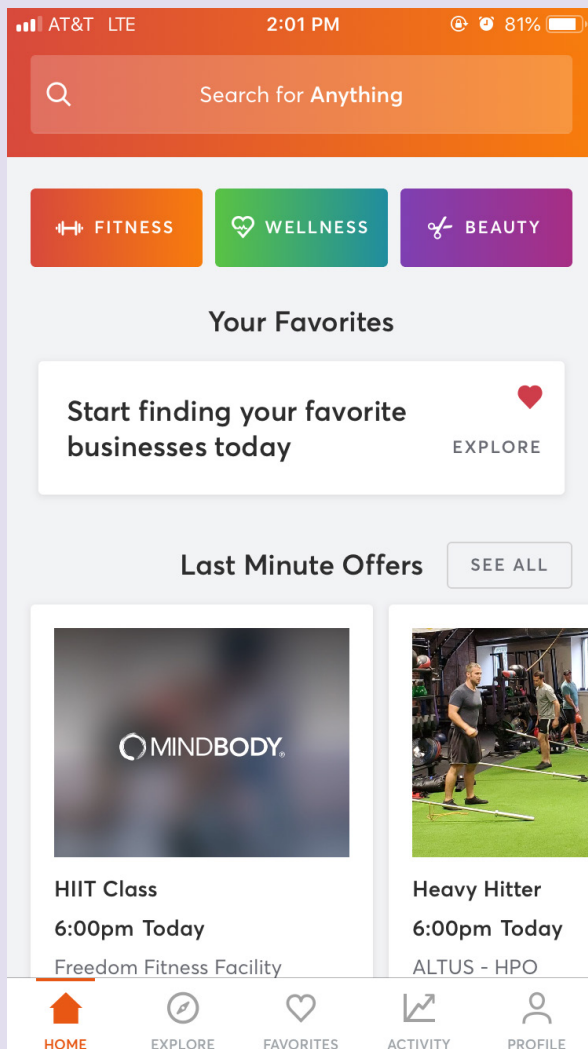 AT&T LTE 2:01 PM 81%
Search for Anything
FITNESS WELLNESS BEAUTY
Your Favorites
Start finding your favorite
businesses today
EXPLORE
Last Minute Offers SEE ALL
MINDBODY®
HIIT Class
6:00pm Today
Freedom Fitness Facility
Heavy Hitter
6:00pm Today
ALTUS - HPO
HOME EXPLORE FAVORITES ACTIVITY PROFILE